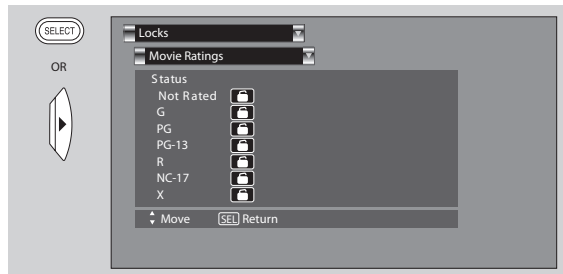 SELECT
OR
Locks
Movie Ratings
Status
Not Rated
G
PG
PG-13
R
NC-17
X
Move SEL Return